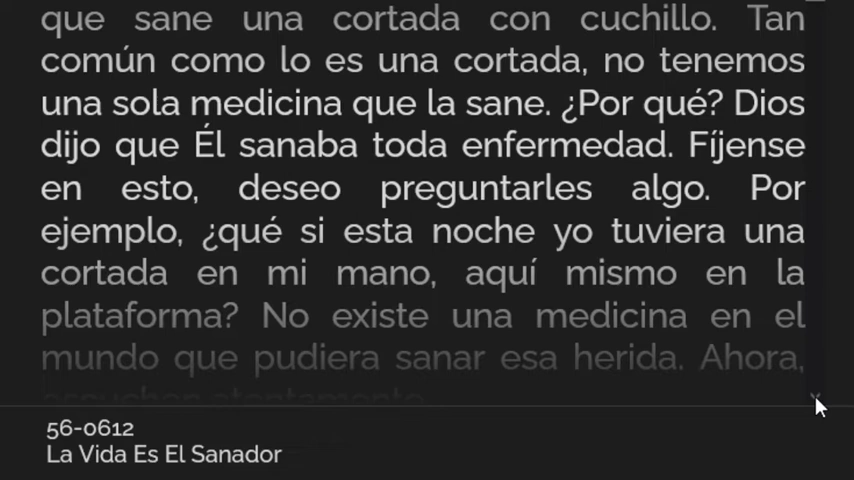 que sane una cortada con cuchillo. Tan
común como lo es una cortada, no tenemos
una sola medicina que la sane. ¿Por qué? Dios
dijo que Él sanaba toda enfermedad. Fíjense
en esto, deseo preguntarles algo. Por
ejemplo, ¿qué si esta noche yo tuviera una
cortada en mi mano, aquí mismo en la
plataforma? No existe una medicina en el
mundo que pudiera sanar esa herida. Ahora,
escuchen atentamente
56-0612
La Vida Es El Sanador